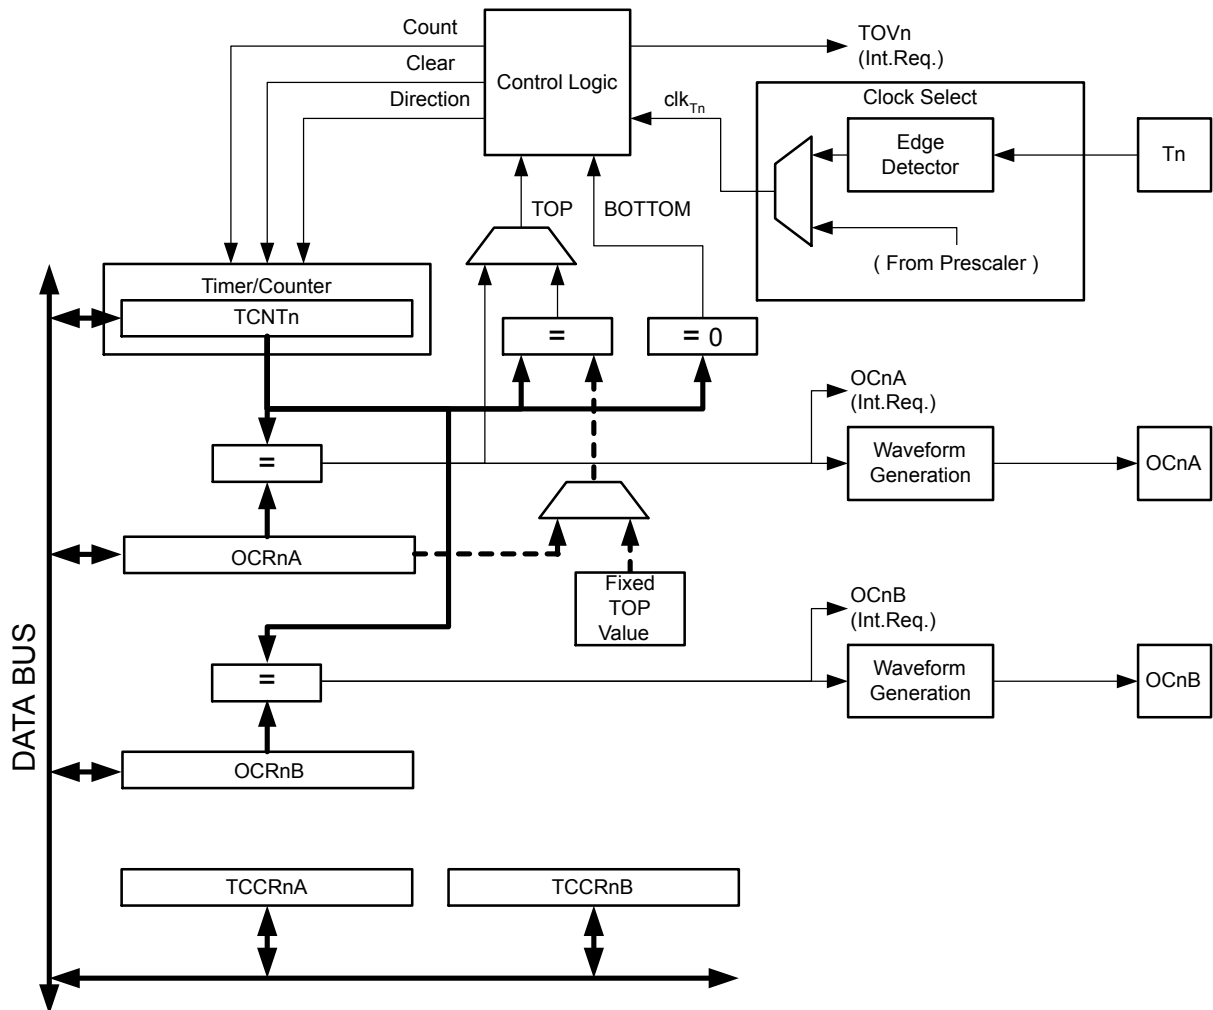 Count
TOVn
(Int.Req.)
Clear
Control Logic
Clock Select
Direction
clkTn
Edge
Detector
Tn
TOP
BOTTOM
( From Prescaler )
Timer/Counter
TCNTn
=
= 0
OCnA
(Int.Req.)
=
Waveform
Generation
OCnA
OCRnA
Fixed
TOP
Value
OCnB
(Int.Req.)
=
Waveform
Generation
OCnB
DATA BUS
OCRnB
TCCRnA
TCCRnB